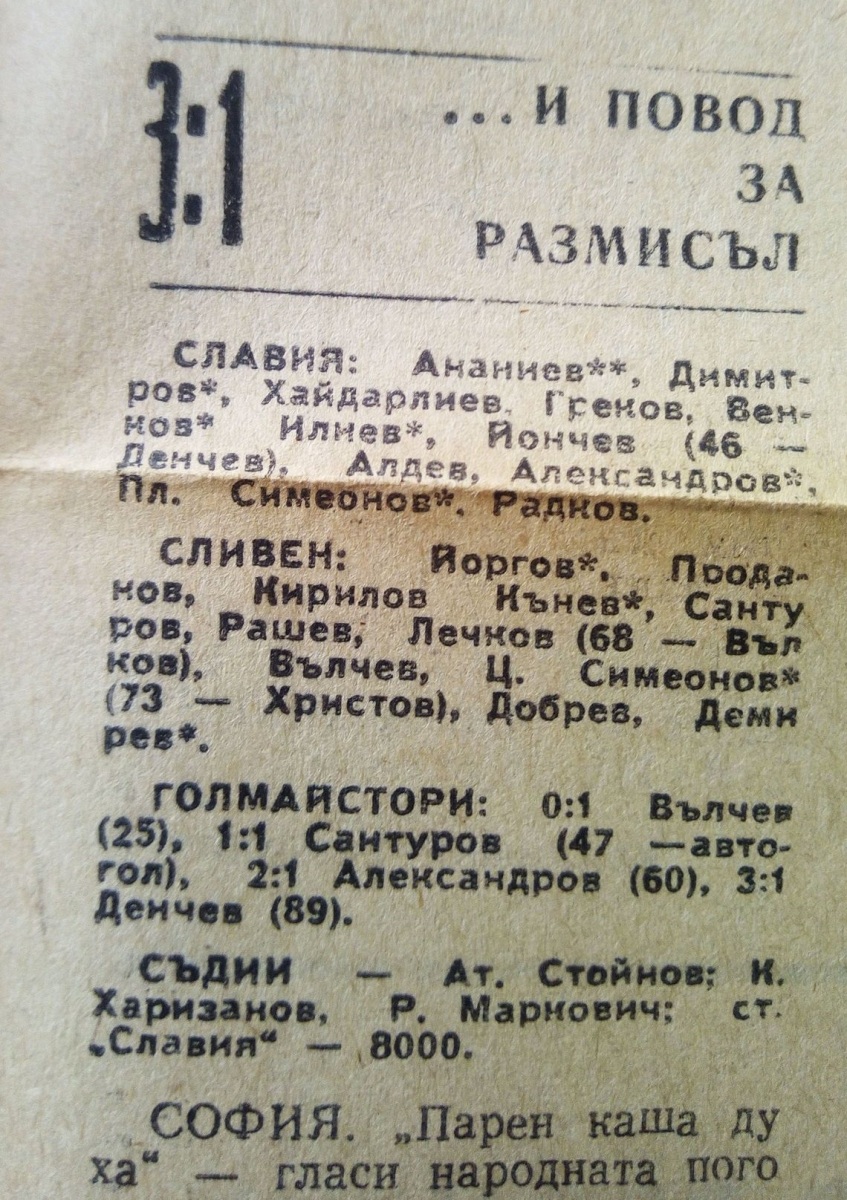 3:1
...И ПОВОД
ЗА
РАЗМИСЪЛ
СЛАВИЯ: Ананиев**, Димит-
ров*, Хайдарлиев, Греков, Вен-
ков* Илиев*, Йончев (46 —
Денчев), Алдев, Александров*,
Пл. Симеонов*, Радков.
СЛИВЕН: Йоргов*, Прода-
нов, Кирилов Кънев*, Санту
ров, Рашев, Лечков (68 — Въл
ков), Вълчев, Ц. Симеонов*
(73 — Христов), Добрев, Деми
рев*.
ГОЛМАЙСТОРИ: 0:1 Вълчев
(25), 1:1 Сантуров (47 —авто-
гол), 2:1 Александров (60), 3:1
Денчев (89).
СЪДИИ — Ат. Стойнов; К.
Харизанов, Р. Маркович; ст.
„Славия“ — 8000.
СОФИЯ. „Парен каша ду
ха“ — гласи народната пого